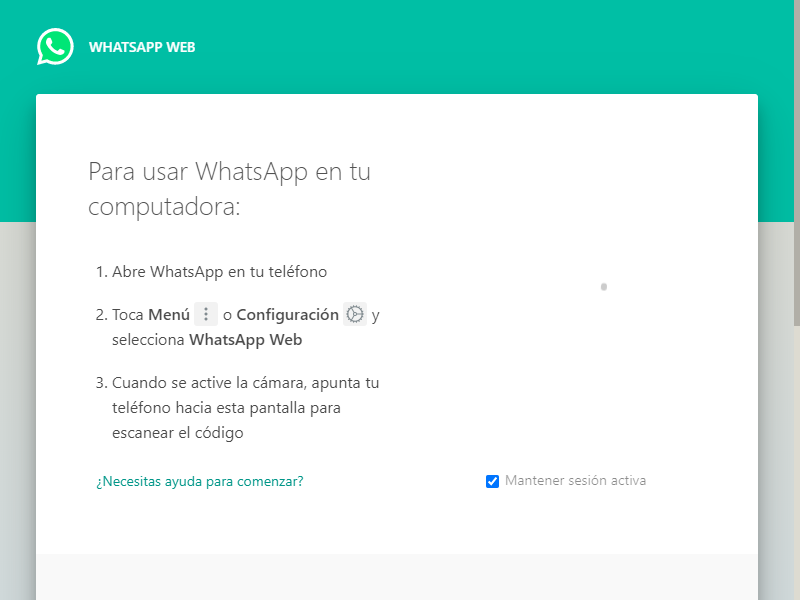 WHATSAPP WEB
Para usar WhatsApp en tu
computadora:
1. Abre WhatsApp en tu teléfono
2. Toca Menú o Configuración y
selecciona WhatsApp Web
3. Cuando se active la cámara, apunta tu
teléfono hacia esta pantalla para
escanear el código
¿Necesitas ayuda para comenzar?
Mantener sesión activa